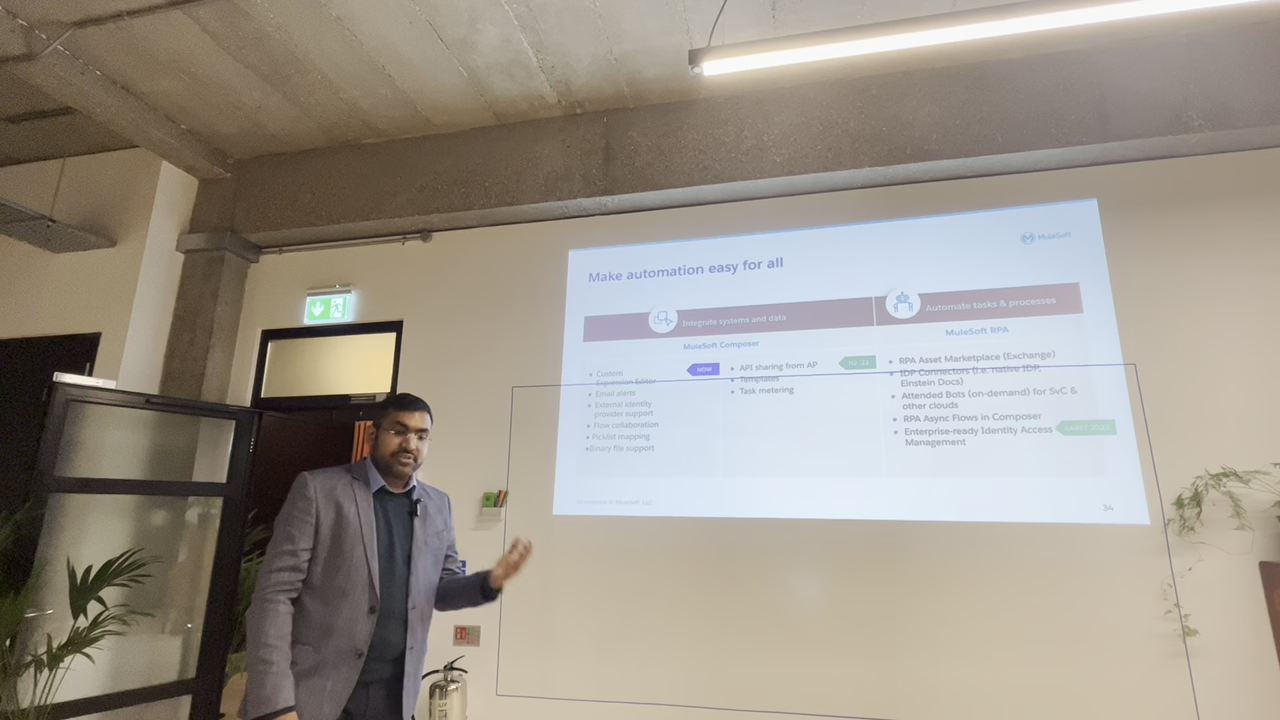 MuleSoft
Make automation easy for all
Integrate systems and data
Automate tasks & processes
MuleSoft Composer
MuleSoft RPA
Custom
Expression Editor
Email alerts
External identity
provider support
Flow collaboration
Picklist mapping
Binary file support
NOW
API sharing from AP
Templates
Task metering
RPA Asset Marketplace (Exchange)
IDP Connectors (i.e. native IDP,
Einstein Docs)
Attended Bots (on-demand) for SvC &
other clouds
RPA Async Flows in Composer
Enterprise-ready Identity Access
Management
34